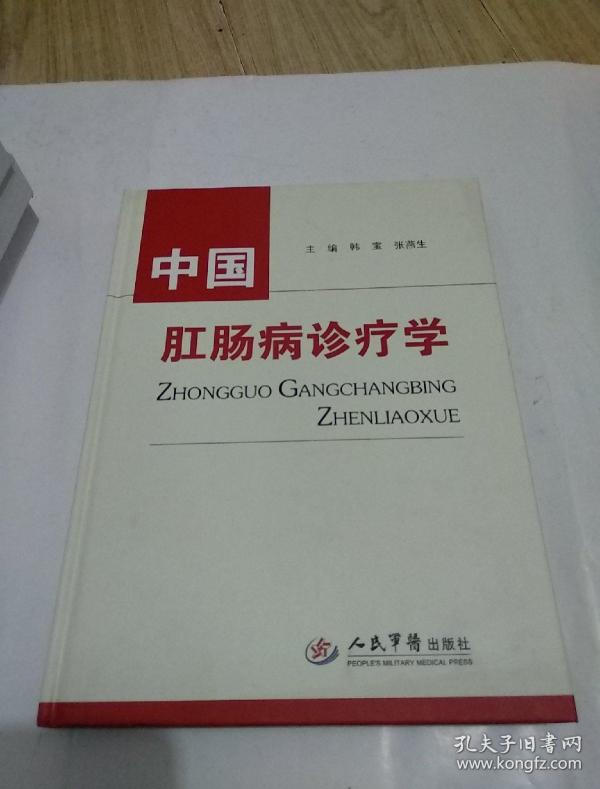 中国
主 编 韩 宝 张燕生
肛肠病诊疗学
ZHONGGUO GANGCHANGBING
ZHENLIAOXUE
人民军醫出版社
PEOPLE'S MILITARY MEDICAL PRESS
孔夫子旧书网
www.kongfz.com